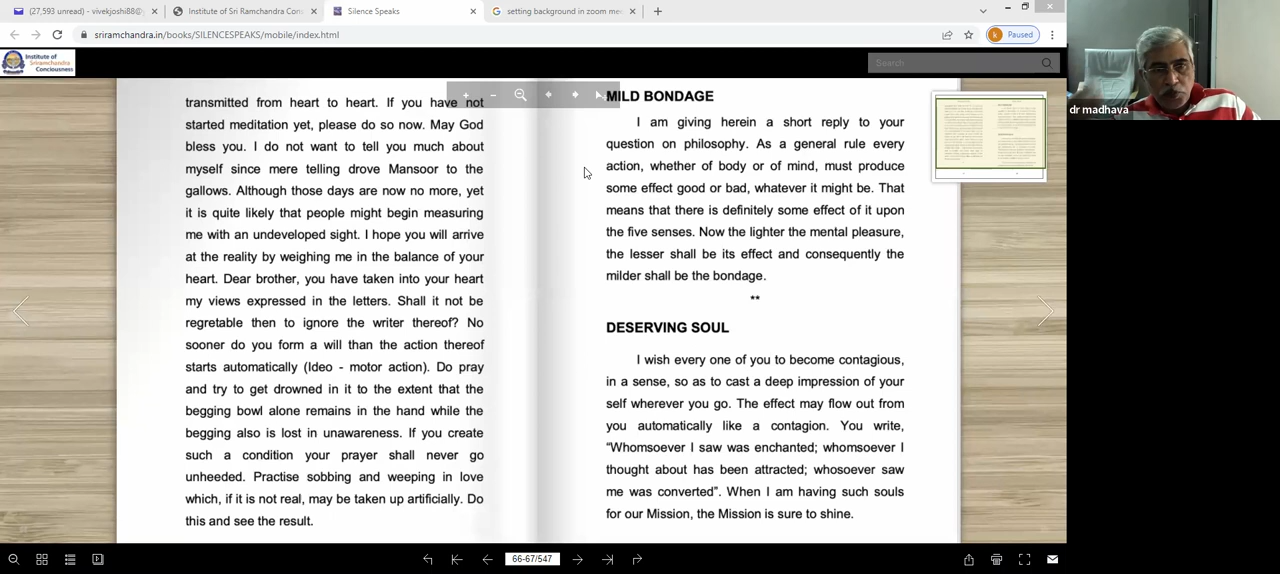 (27,593 unread) - vivekjoshi88@
Institute of Sri Ramchandra Con
Silence Speaks
setting background in zoom me
sriramchandra.in/books/SILENCESPEAKS/mobile/index.html
k Paused
Institute of
Sriramchandra
Conciousness
Search
dr madhava
transmitted from heart to heart. If you have not
started meditation yet, please do so now. May God
bless you. I do not want to tell you much about
myself since mere telling drove Mansoor to the
gallows. Although those days are now no more, yet
it is quite likely that people might begin measuring
me with an undeveloped sight. I hope you will arrive
at the reality by weighing me in the balance of your
heart. Dear brother, you have taken into your heart
my views expressed in the letters. Shall it not be
regretable then to ignore the writer thereof? No
sooner do you form a will than the action thereof
starts automatically (Ideo - motor action). Do pray
and try to get drowned in it to the extent that the
begging bowl alone remains in the hand while the
begging also is lost in unawareness. If you create
such a condition your prayer shall never go
unheeded. Practise sobbing and weeping in love
which, if it is not real, may be taken up artificially. Do
this and see the result.
MILD BONDAGE
I am giving herein a short reply to your
question on philosophy. As a general rule every
action, whether of body or of mind, must produce
some effect good or bad, whatever it might be. That
means that there is definitely some effect of it upon
the five senses. Now the lighter the mental pleasure,
the lesser shall be its effect and consequently the
milder shall be the bondage.
**
DESERVING SOUL
I wish every one of you to become contagious,
in a sense, so as to cast a deep impression of your
self wherever you go. The effect may flow out from
you automatically like a contagion. You write,
“Whomsoever I saw was enchanted; whomsoever I
thought about has been attracted; whosoever saw
me was converted”. When I am having such souls
for our Mission, the Mission is sure to shine.
66-67/547